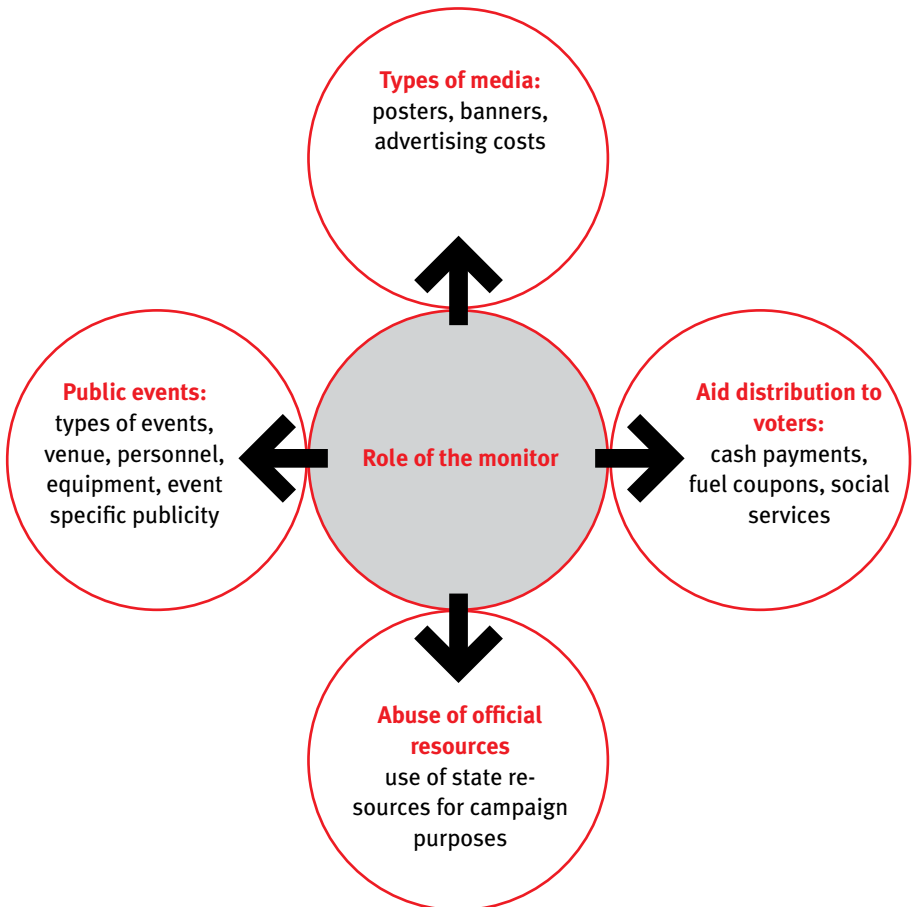 Types of media:
posters, banners,
advertising costs
Public events:
types of events,
venue, personnel,
equipment, event
specific publicity
Role of the monitor
Aid distribution to
voters:
cash payments,
fuel coupons, social
services
Abuse of official
resources
use of state re-
sources for campaign
purposes